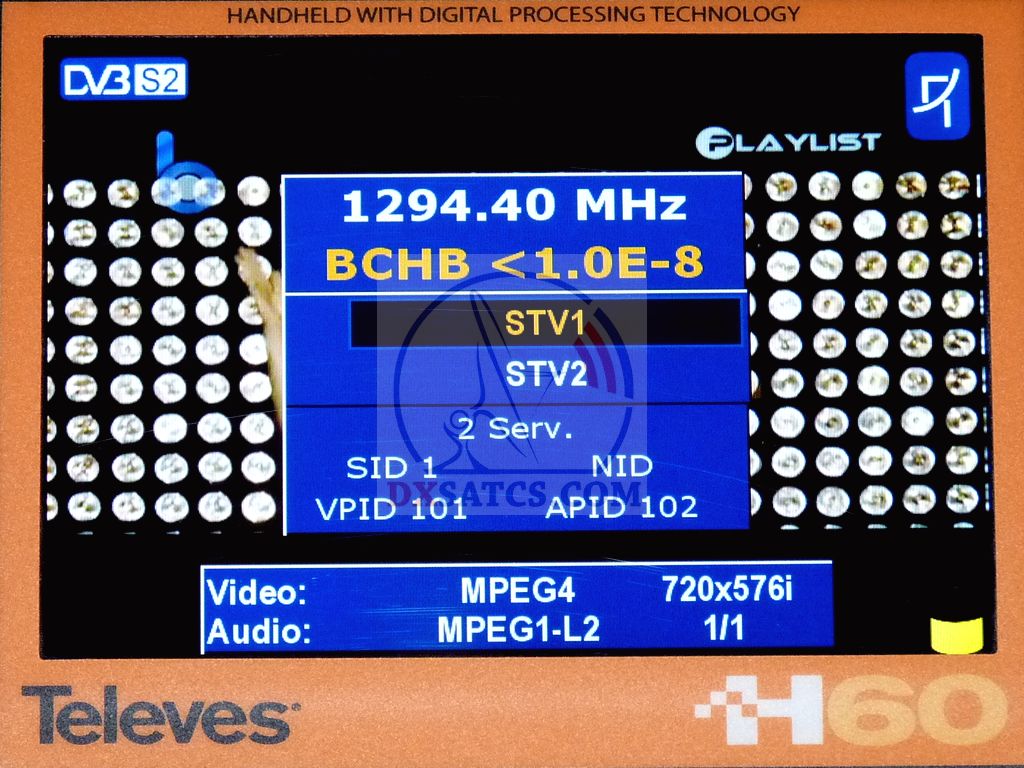 HANDHELD WITH DIGITAL PROCESSING TECHNOLOGY
DVB S2
PLAYLIST
b
1294.40 MHz
BCHB <1.0E-8
STV1
STV2
2 Serv.
SID 1 NID
DXSATCS.COM
VPID 101 APID 102
Video: MPEG4 720x576i
Audio: MPEG1-L2 1/1
Televes
H60